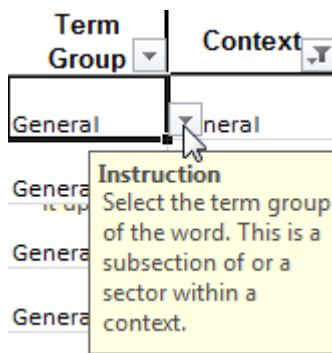 Term Group
Context
General
neral
Instruction
Select the term group
of the word. This is a
subsection of or a
sector within a
context.
Genera
Genera
Genera